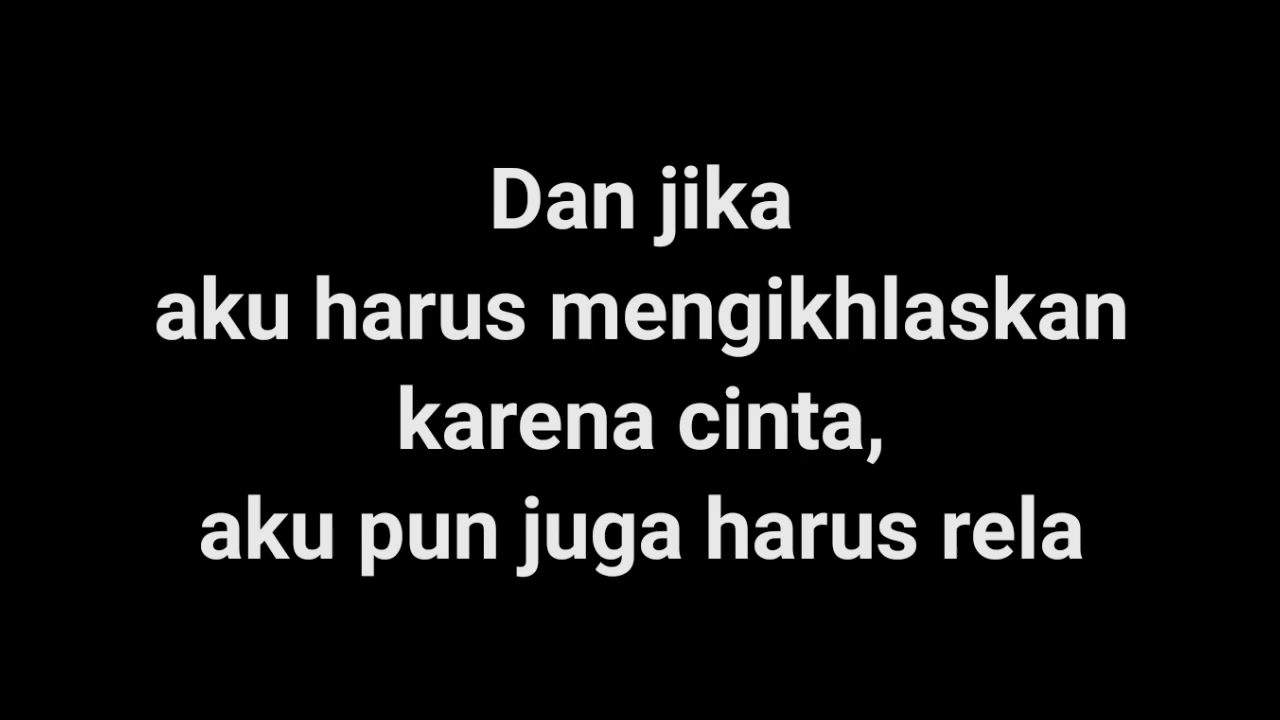 Dan jika
aku harus mengikhlaskan
karena cinta,
aku pun juga harus rela